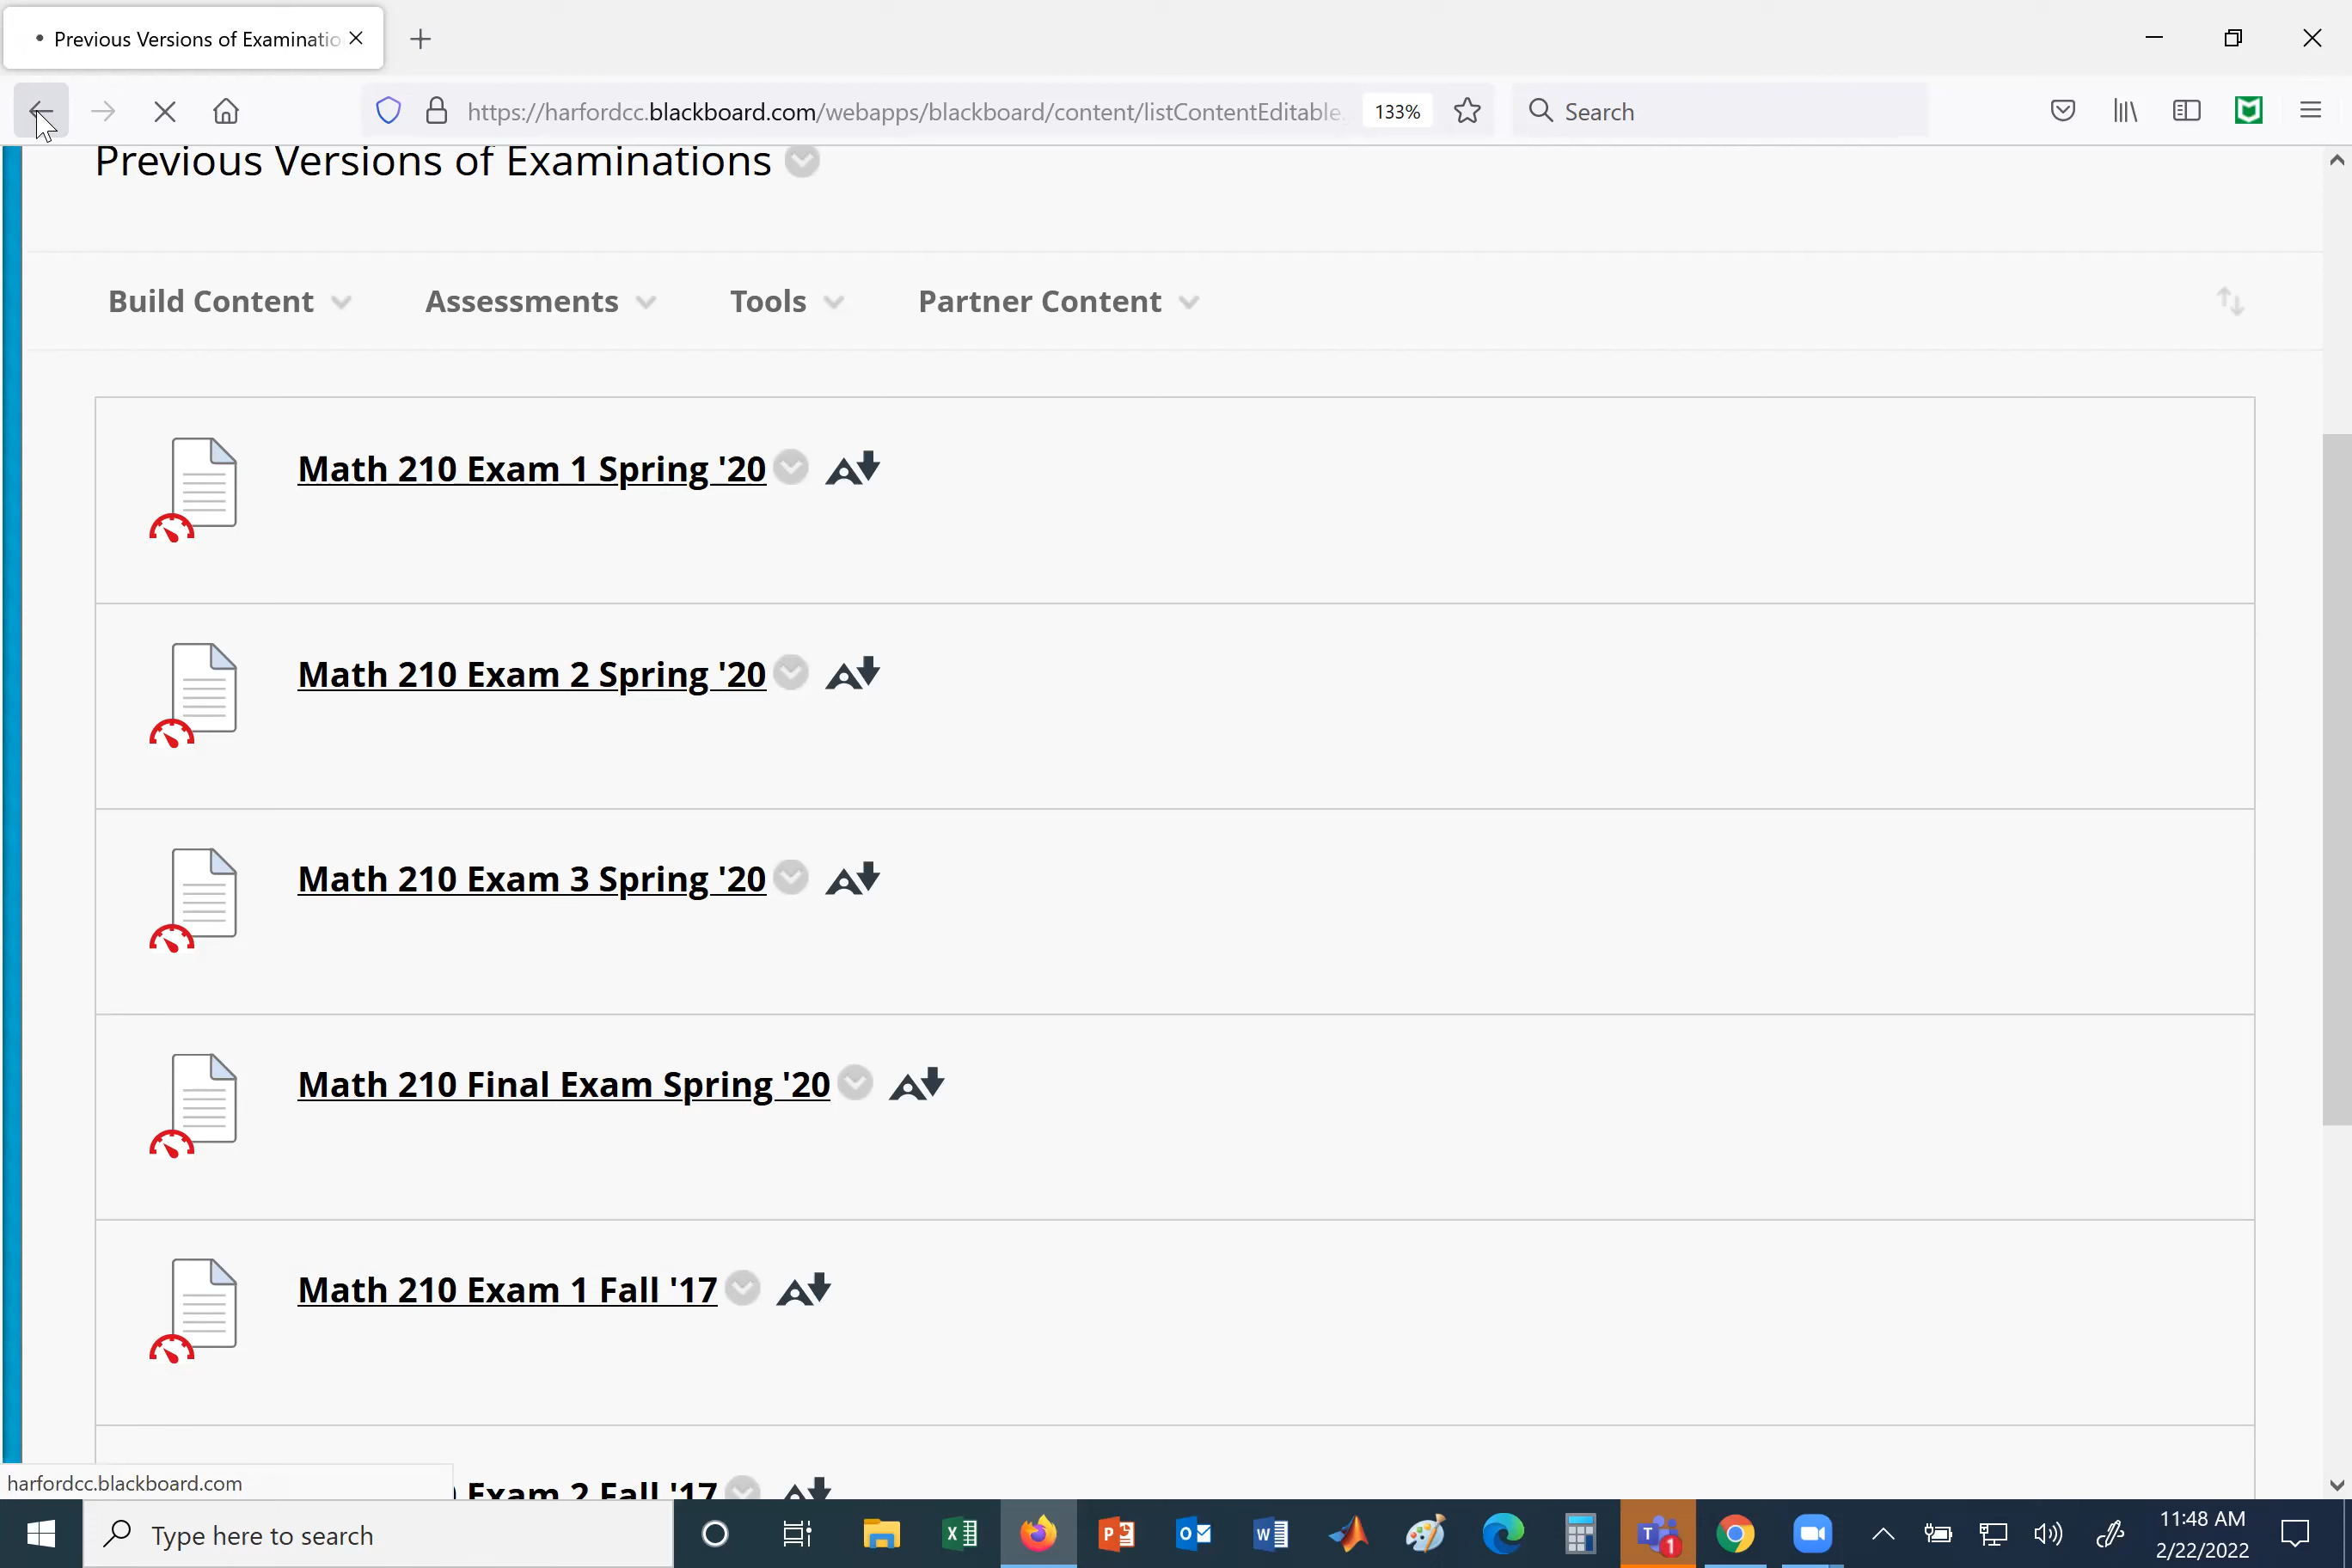 Previous Versions of Examinatio
https://harfordcc.blackboard.com/webapps/blackboard/content/listContentEditable.
133%
Search
Previous Versions of Examinations
Build Content
Assessments
Tools
Partner Content
Math 210 Exam 1 Spring '20
Math 210 Exam 2 Spring '20
Math 210 Exam 3 Spring '20
Math 210 Final Exam Spring '20
Math 210 Exam 1 Fall '17
Exam 2 Fall '17
harfordcc.blackboard.com
Type here to search
1
11:48 AM
2/22/2022